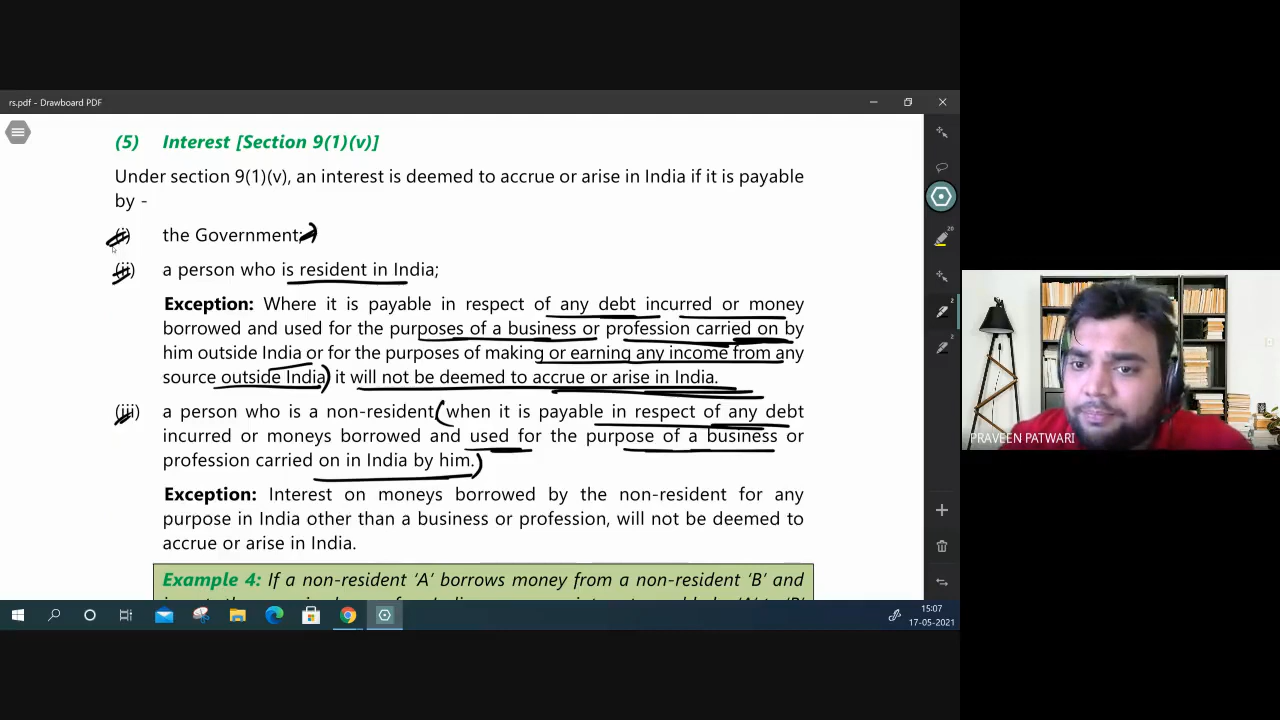 rs.pdf - Drawboard PDF
(5) Interest [Section 9(1)(v)]
Under section 9(1)(v), an interest is deemed to accrue or arise in India if it is payable
by -
(i) the Government;
(ii) a person who is resident in India;
Exception: Where it is payable in respect of any debt incurred or money
borrowed and used for the purposes of a business or profession carried on by
him outside India or for the purposes of making or earning any income from any
source outside India, it will not be deemed to accrue or arise in India.
(iii) a person who is a non-resident when it is payable in respect of any debt
incurred or moneys borrowed and used for the purpose of a business or
profession carried on in India by him.
Exception: Interest on moneys borrowed by the non-resident for any
purpose in India other than a business or profession, will not be deemed to
accrue or arise in India.
Example 4: If a non-resident ‘A’ borrows money from a non-resident ‘B’ and
PRAVEEN PATWARI
15:07
17-05-2021